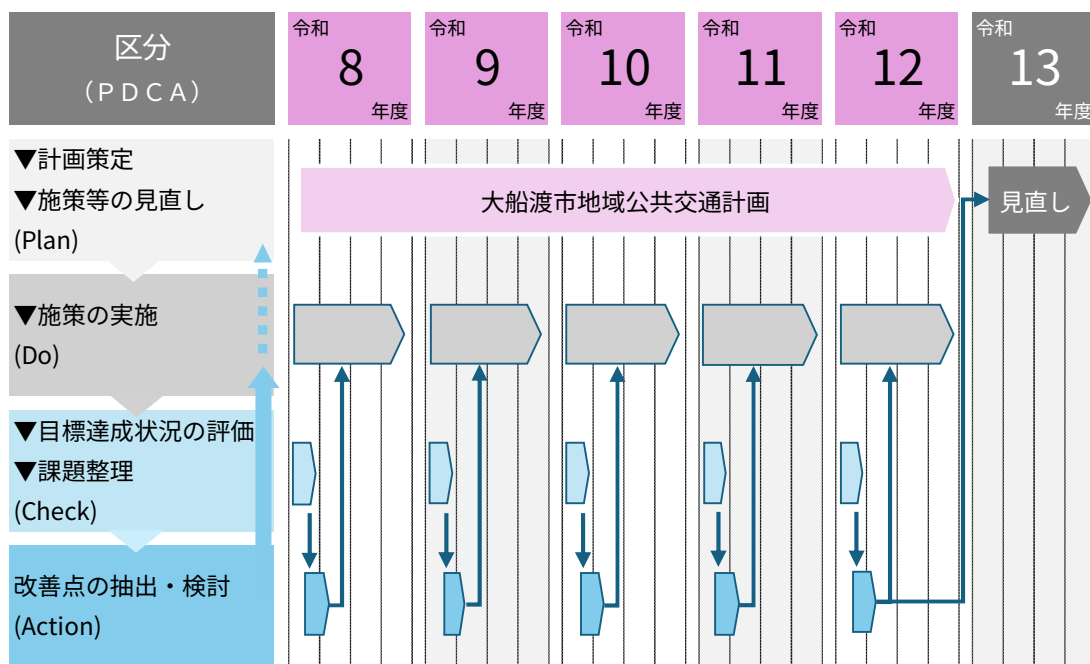 区分
（ＰＤＣＡ）
令和
8
年度
令和
9
年度
令和
10
年度
令和
11
年度
令和
12
年度
令和
13
年度
▼計画策定
▼施策等の見直し
(Plan)
大船渡市地域公共交通計画
見直し
▼施策の実施
(Do)
▼目標達成状況の評価
▼課題整理
(Check)
改善点の抽出・検討
(Action)